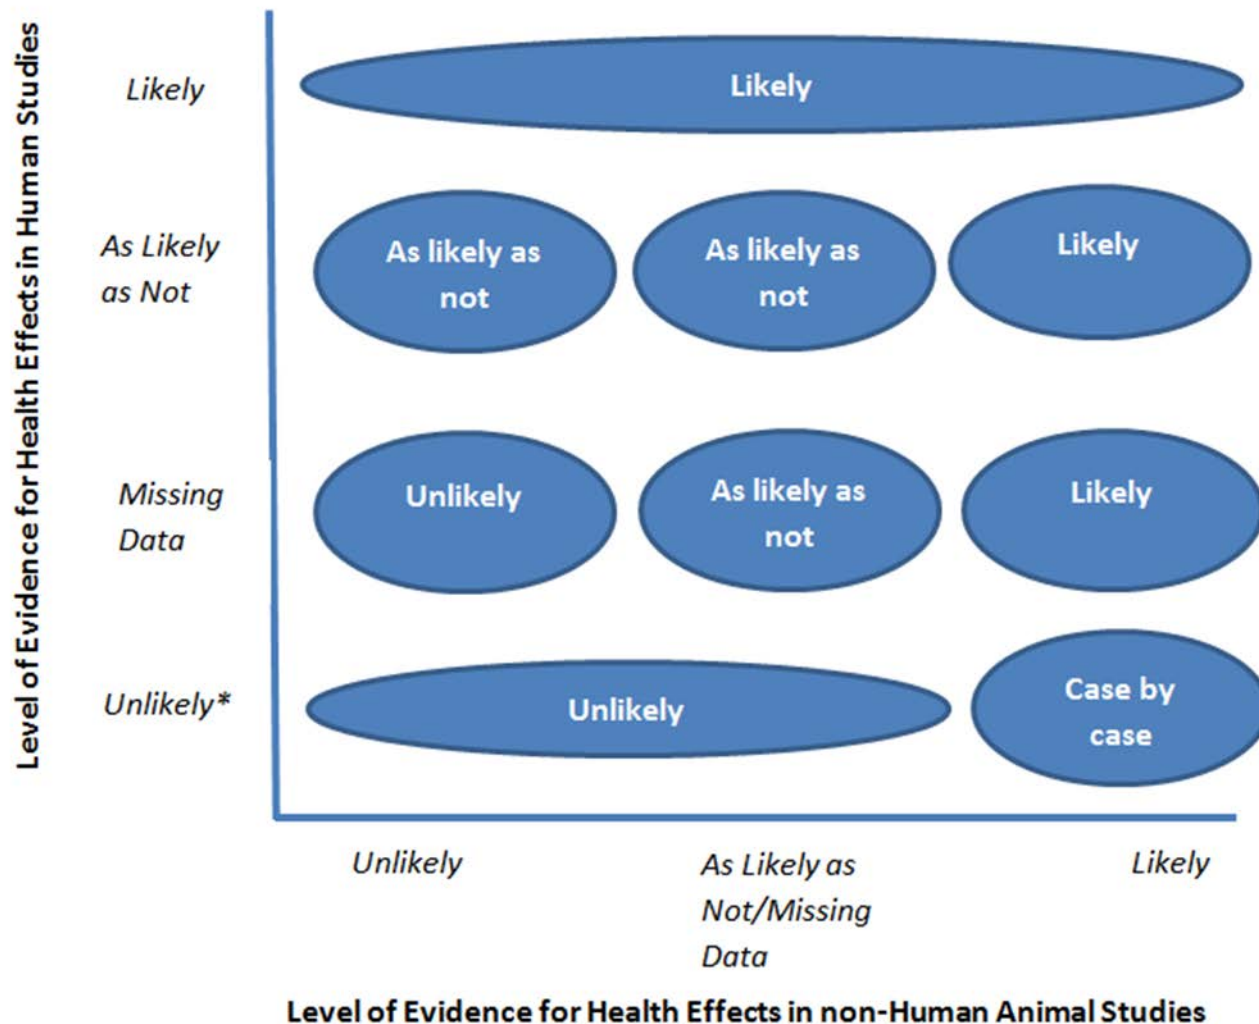 Level of Evidence for Health Effects in Human Studies
Likely
Likely
As Likely
as Not
As likely as
not
As likely as
not
Likely
Missing
Data
Unlikely
As likely as
not
Likely
Unlikely*
Unlikely
Case by
case
Unlikely
As Likely as
Not/Missing
Data
Likely
Level of Evidence for Health Effects in non-Human Animal Studies